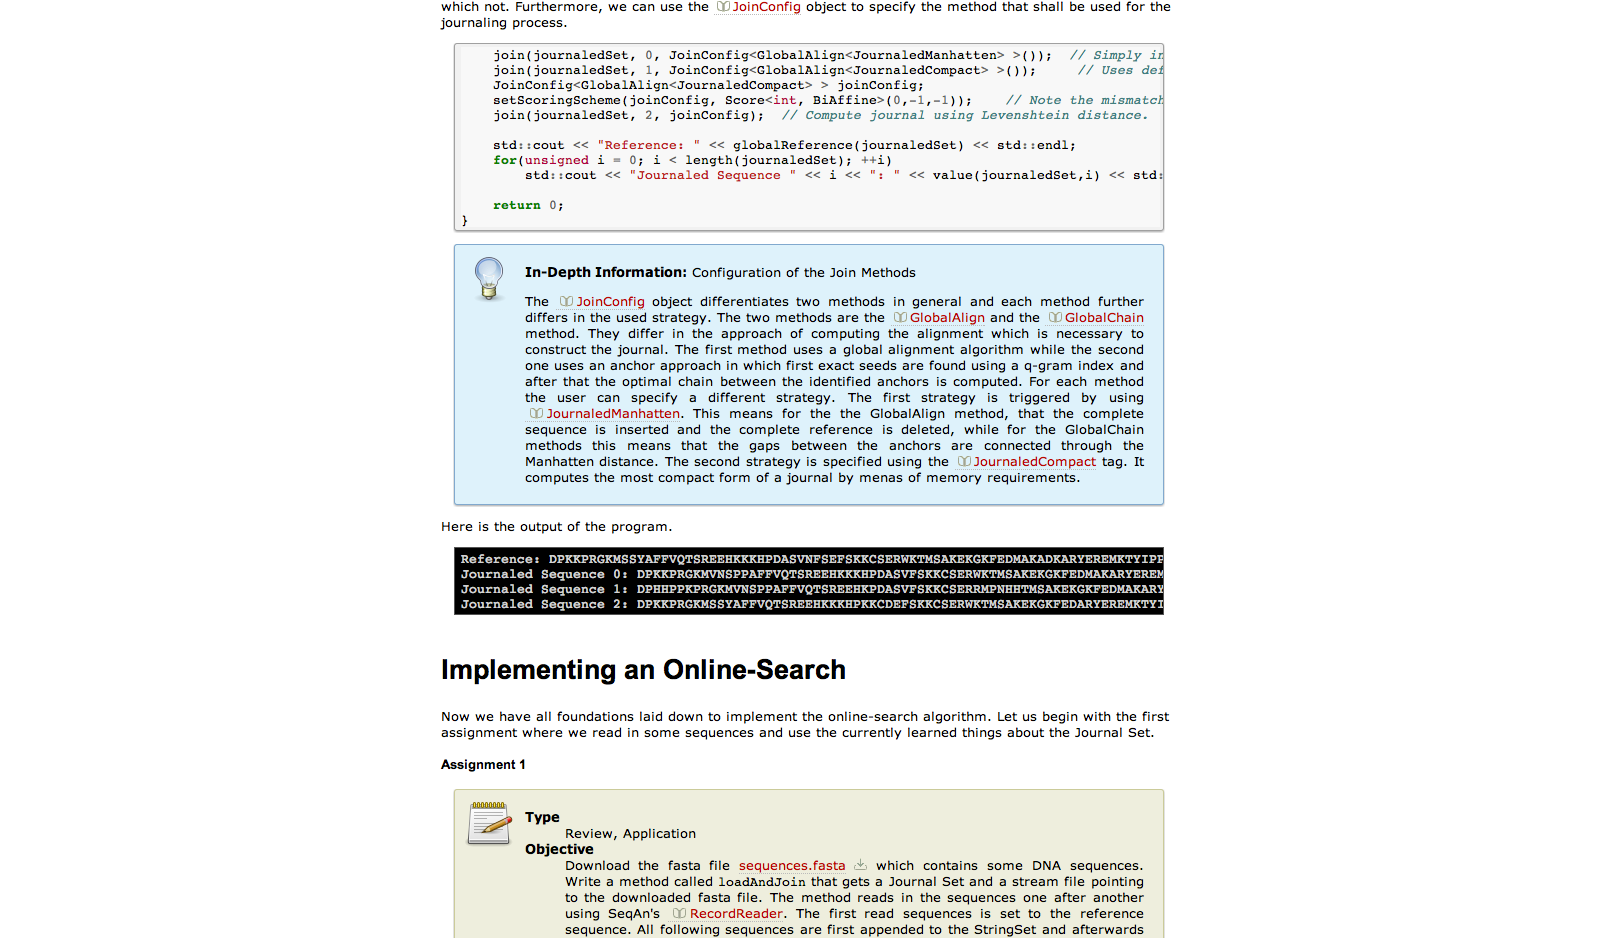 which not. Furthermore, we can use the JoinConfig object to specify the method that shall be used for the
journaling process.
join(journaledSet, 0, JoinConfig<GlobalAlign<JournaledManhatten> >());  // Simply in
join(journaledSet, 1, JoinConfig<GlobalAlign<JournaledCompact> >());     // Uses def
JoinConfig<GlobalAlign<JournaledCompact> > joinConfig;
setScoringScheme(joinConfig, Score<int, BiAffine>(0,-1,-1));    // Note the mismatch
join(journaledSet, 2, joinConfig);  // Compute journal using Levenshtein distance.
std::cout << "Reference: " << globalReference(journaledSet) << std::endl;
for(unsigned i = 0; i < length(journaledSet); ++i)
std::cout << "Journaled Sequence " << i << ": " << value(journaledSet,i) << std:
return 0;
}
In-Depth Information: Configuration of the Join Methods
The JoinConfig object differentiates two methods in general and each method further
differs in the used strategy. The two methods are the GlobalAlign and the GlobalChain
method. They differ in the approach of computing the alignment which is necessary to
construct the journal. The first method uses a global alignment algorithm while the second
one uses an anchor approach in which first exact seeds are found using a q-gram index and
after that the optimal chain between the identified anchors is computed. For each method
the user can specify a different strategy. The first strategy is triggered by using
JournaledManhatten. This means for the the GlobalAlign method, that the complete
sequence is inserted and the complete reference is deleted, while for the GlobalChain
methods this means that the gaps between the anchors are connected through the
Manhatten distance. The second strategy is specified using the JournaledCompact tag. It
computes the most compact form of a journal by menas of memory requirements.
Here is the output of the program.
Reference: DPKKPRGKMSSYAFFVQTSREEHKKKHPDASVNFSEFSKKCSERWKTMSAKEKGKFEDMAKADKARYEREMKTYIPP
Journaled Sequence 0: DPKKPRGKMVNSPPAFFVQTSREEHKKKHPDASVFSKKCSERWKTMSAKEKGKFEDMAKARYEREM
Journaled Sequence 1: DPHHPPKPRGKMVNSPPAFFVQTSREEHKPDASVFSKKCSERRMPNHHTMSAKEKGKFEDMAKARY
Journaled Sequence 2: DPKKPRGKMSSYAFFVQTSREEHKKKHPKKCDEFSKKCSERWKTMSAKEKGKFEDARYEREMKTYI
Implementing an Online-Search
Now we have all foundations laid down to implement the online-search algorithm. Let us begin with the first
assignment where we read in some sequences and use the currently learned things about the Journal Set.
Assignment 1
Type
Review, Application
Objective
Download the fasta file sequences.fasta which contains some DNA sequences.
Write a method called loadAndJoin that gets a Journal Set and a stream file pointing
to the downloaded fasta file. The method reads in the sequences one after another
using SeqAn's RecordReader. The first read sequences is set to the reference
sequence. All following sequences are first appended to the StringSet and afterwards